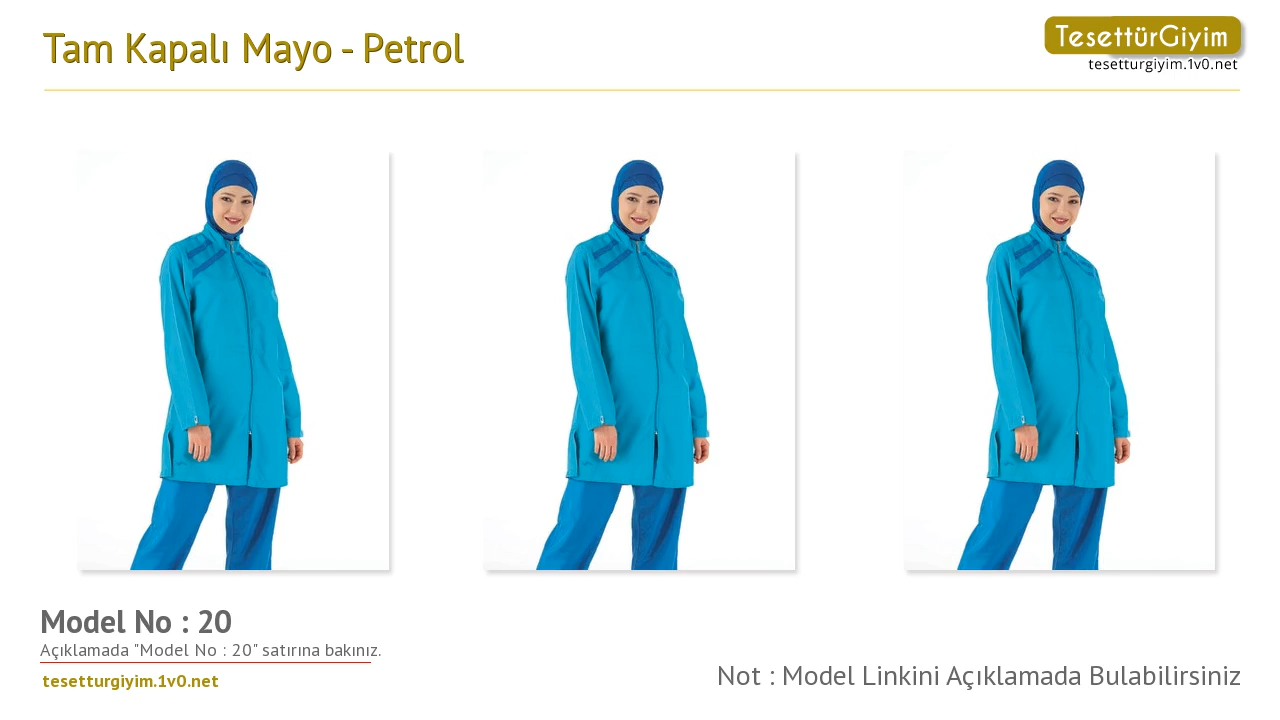 Tam Kapalı Mayo - Petrol
TesettürGiyim
tesetturgiyim.1v0.net
Model No : 20
Açıklamada "Model No : 20" satırına bakınız.
tesetturgiyim.1v0.net
Not : Model Linkini Açıklamada Bulabilirsiniz